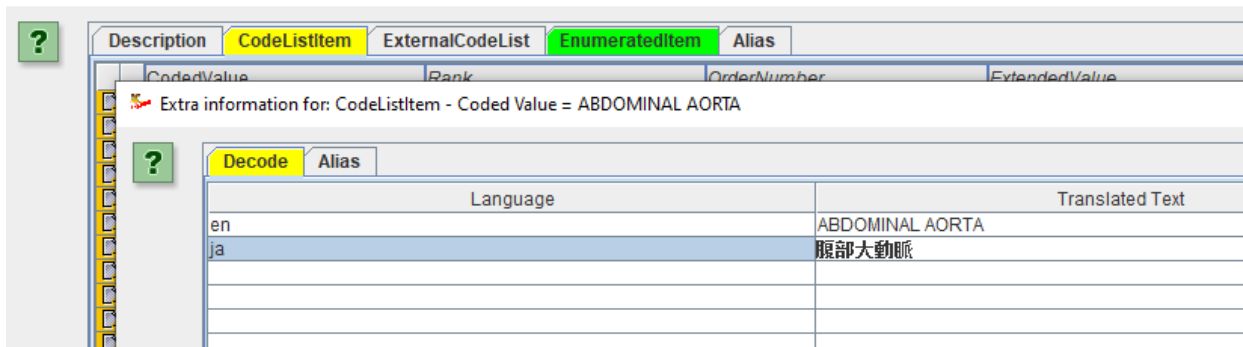 ?
Description CodeListItem ExternalCodeList EnumeratedItem Alias
CodedValue Rank OrderNumber ExtendedValue
Extra information for: CodeListItem - Coded Value = ABDOMINAL AORTA
?
Decode Alias
Language Translated Text
en ABDOMINAL AORTA
ja 腹部大動脈